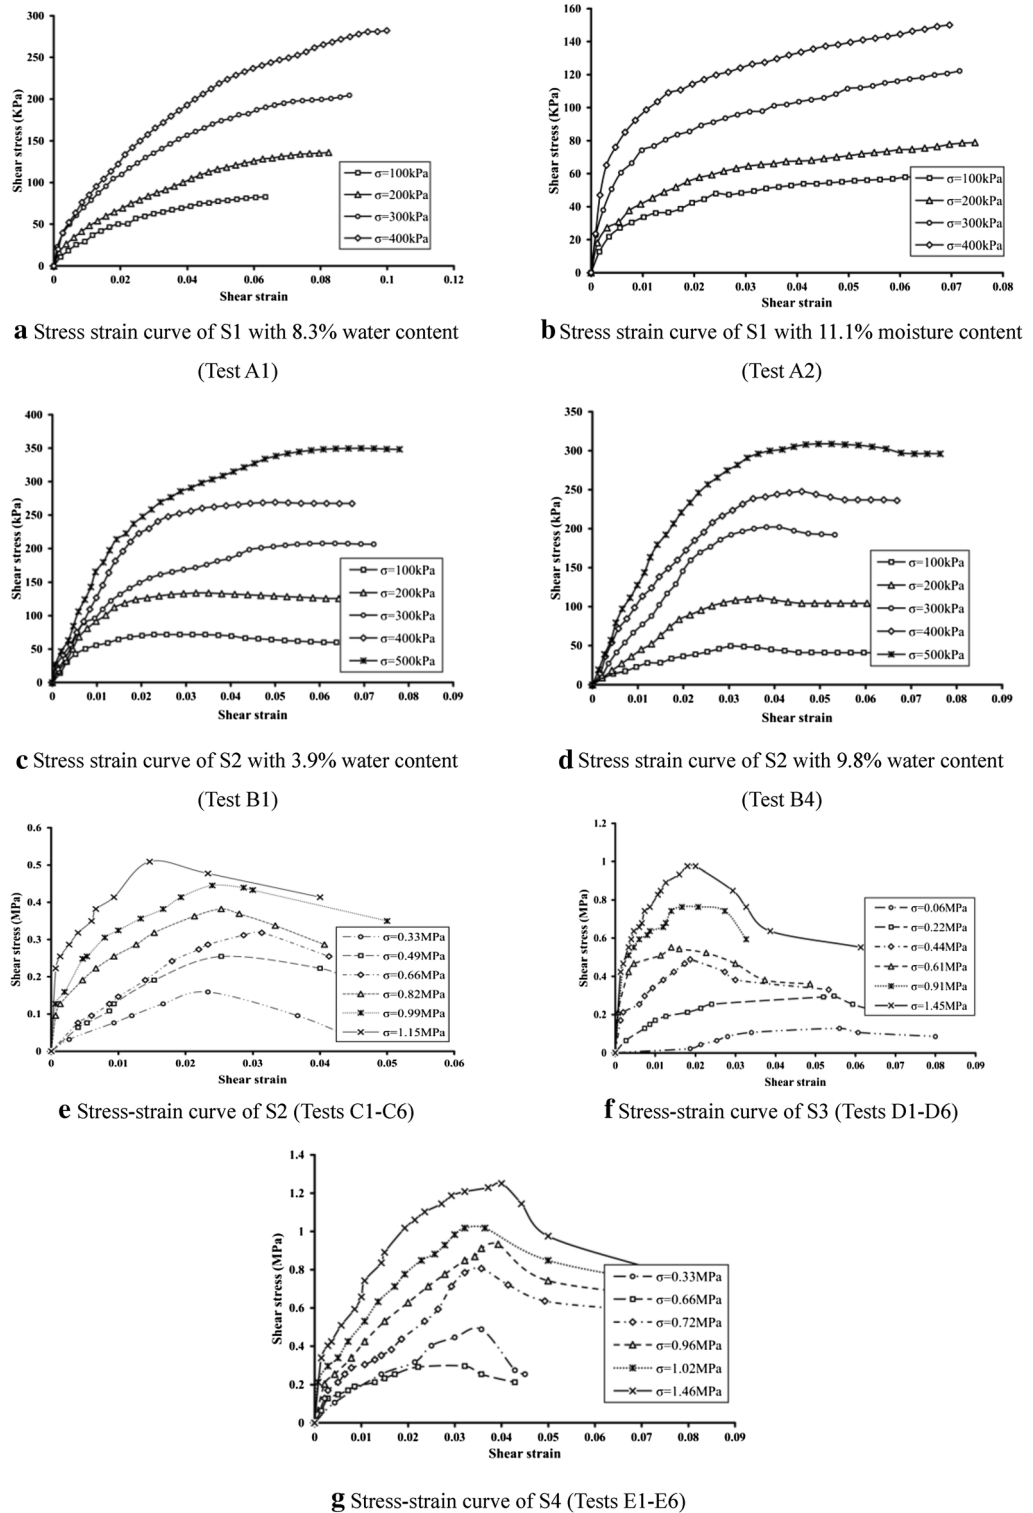 300
250
200
150
100
50
0
Shear stress (KPa)
0 0.02 0.04 0.06 0.08 0.1 0.12
Shear strain
σ=100kPa
σ=200kPa
σ=300kPa
σ=400kPa
a Stress strain curve of S1 with 8.3% water content
(Test A1)
160
140
120
100
80
60
40
20
0
Shear stress (KPa)
0 0.01 0.02 0.03 0.04 0.05 0.06 0.07 0.08
Shear strain
σ=100kPa
σ=200kPa
σ=300kPa
σ=400kPa
b Stress strain curve of S1 with 11.1% moisture content
(Test A2)
400
350
300
250
200
150
100
50
0
Shear stress (kPa)
0 0.01 0.02 0.03 0.04 0.05 0.06 0.07 0.08 0.09
Shear strain
σ=100kPa
σ=200kPa
σ=300kPa
σ=400kPa
σ=500kPa
c Stress strain curve of S2 with 3.9% water content
(Test B1)
350
300
250
200
150
100
50
0
Shear stress (kPa)
0 0.01 0.02 0.03 0.04 0.05 0.06 0.07 0.08 0.09
Shear strain
σ=100kPa
σ=200kPa
σ=300kPa
σ=400kPa
σ=500kPa
d Stress strain curve of S2 with 9.8% water content
(Test B4)
0.6
0.5
0.4
0.3
0.2
0.1
0
Shear stress (MPa)
0 0.01 0.02 0.03 0.04 0.05 0.06
Shear strain
σ=0.33MPa
σ=0.49MPa
σ=0.66MPa
σ=0.82MPa
σ=0.99MPa
σ=1.15MPa
e Stress-strain curve of S2 (Tests C1-C6)
1.2
1
0.8
0.6
0.4
0.2
0
Shear stress (MPa)
0 0.01 0.02 0.03 0.04 0.05 0.06 0.07 0.08 0.09
Shear strain
σ=0.06MPa
σ=0.22MPa
σ=0.44MPa
σ=0.61MPa
σ=0.91MPa
σ=1.45MPa
f Stress-strain curve of S3 (Tests D1-D6)
1.4
1.2
1
0.8
0.6
0.4
0.2
0
Shear stress (MPa)
0 0.01 0.02 0.03 0.04 0.05 0.06 0.07 0.08 0.09
Shear strain
σ=0.33MPa
σ=0.66MPa
σ=0.72MPa
σ=0.96MPa
σ=1.02MPa
σ=1.46MPa
g Stress-strain curve of S4 (Tests E1-E6)